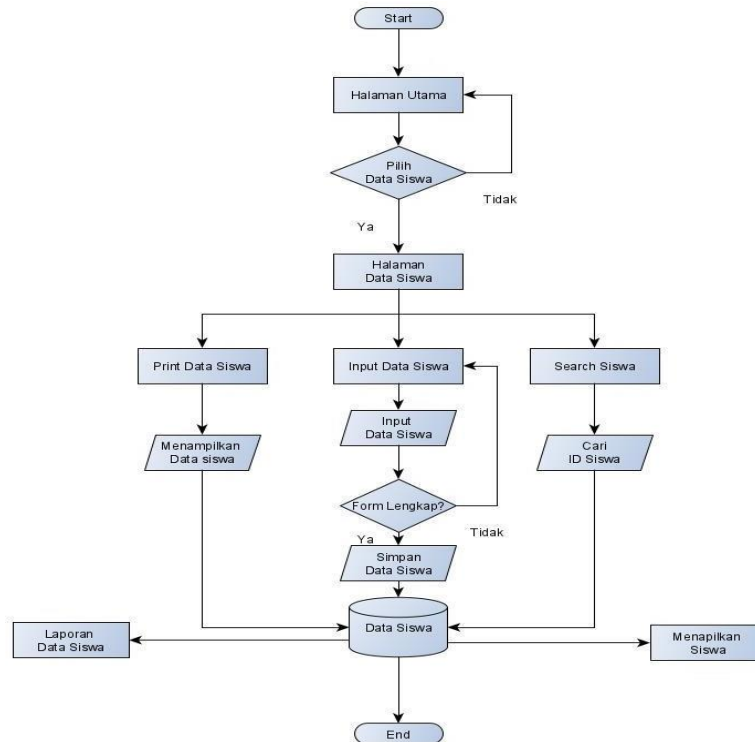 Start
Halaman Utama
Pilih
Data Siswa
Tidak
Ya
Halaman
Data Siswa
Print Data Siswa
Input Data Siswa
Search Siswa
Menampilkan
Data siswa
Input
Data Siswa
Cari
ID Siswa
Form Lengkap?
Tidak
Ya
Simpan
Data Siswa
Laporan
Data Siswa
Data Siswa
Menapilkan
Siswa
End